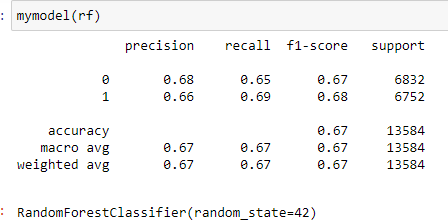 : mymodel(rf)
precision recall f1-score support
0 0.68 0.65 0.67 6832
1 0.66 0.69 0.68 6752
accuracy 0.67 13584
macro avg 0.67 0.67 0.67 13584
weighted avg 0.67 0.67 0.67 13584
: RandomForestClassifier(random_state=42)